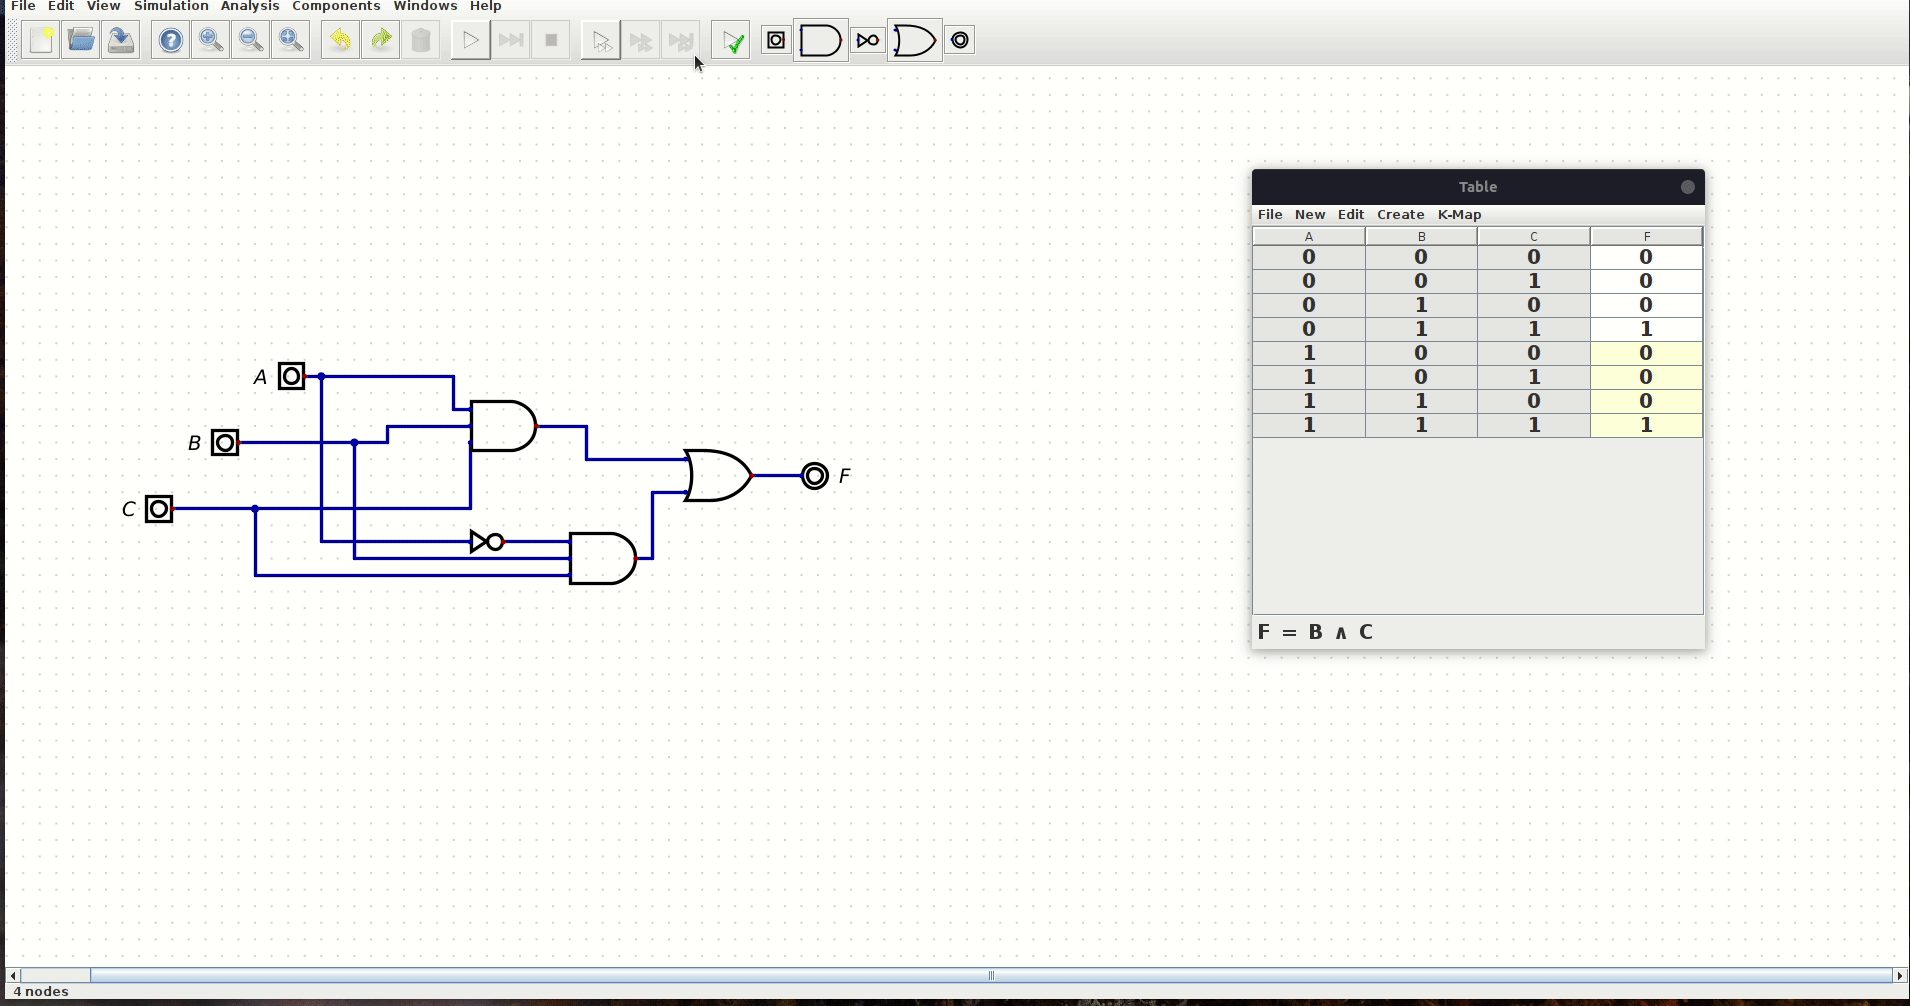 File Edit View Simulation Analysis Components Windows Help
Table
File New Edit Create K-Map
A B C F
0 0 0 0
0 0 1 0
0 1 0 0
0 1 1 1
1 0 0 0
1 0 1 0
1 1 0 0
1 1 1 1
A
B
C
F
F = B ∧ C
4 nodes